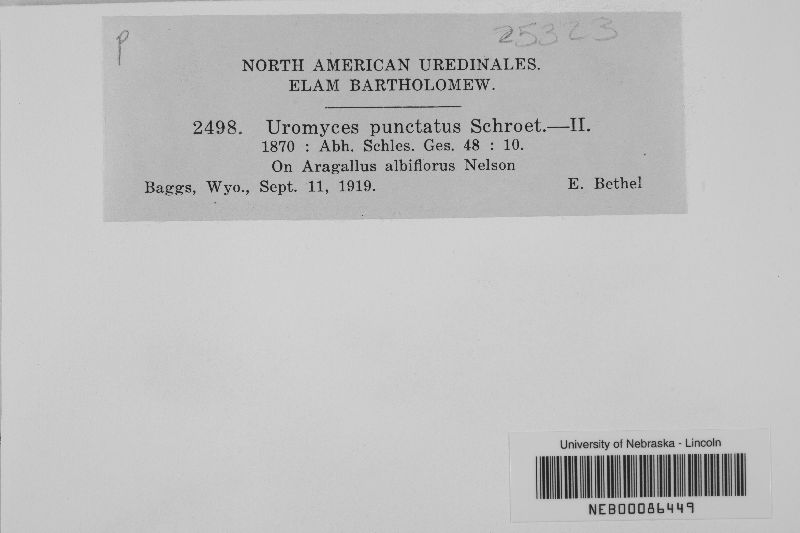 P
25323
NORTH AMERICAN UREDINALES.
ELAM BARTHOLOMEW.
2498. Uromyces punctatus Schroet.—II.
1870 : Abh. Schles. Ges. 48 : 10.
On Aragallus albiflorus Nelson
Baggs, Wyo., Sept. 11, 1919. E. Bethel
University of Nebraska - Lincoln
NEB00086449